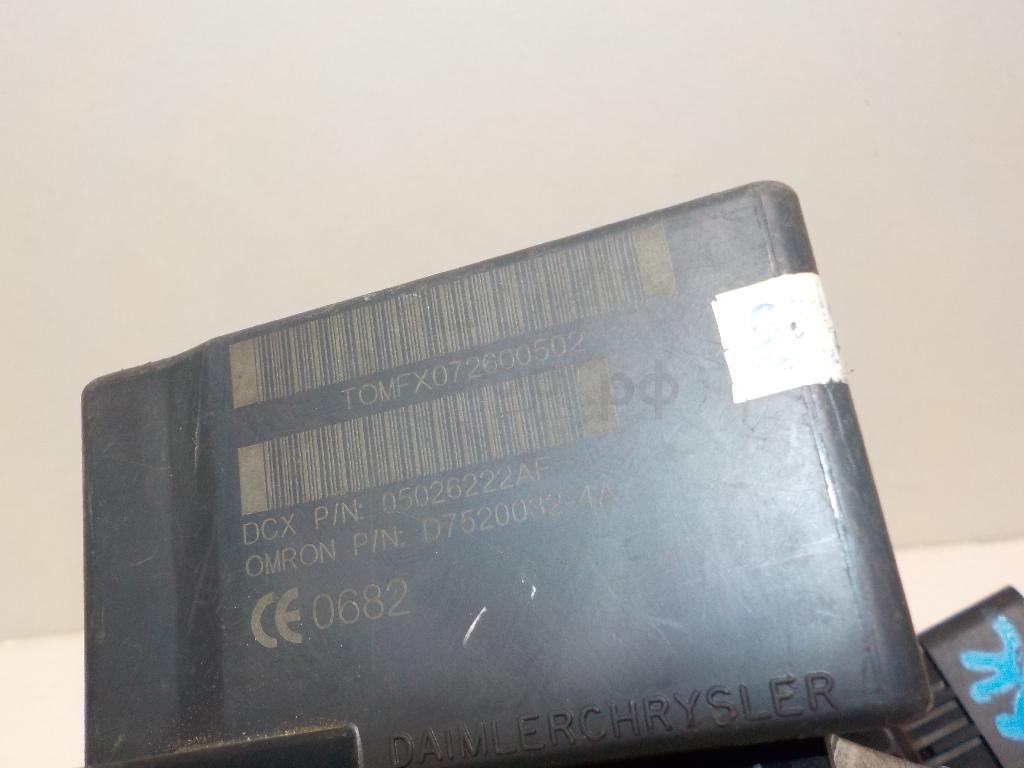 TOMFX072600502
DCX P/N: 05026222AF
OMRON P/N: D7520032-4A
CE 0682
DAIMLERCHRYSLER